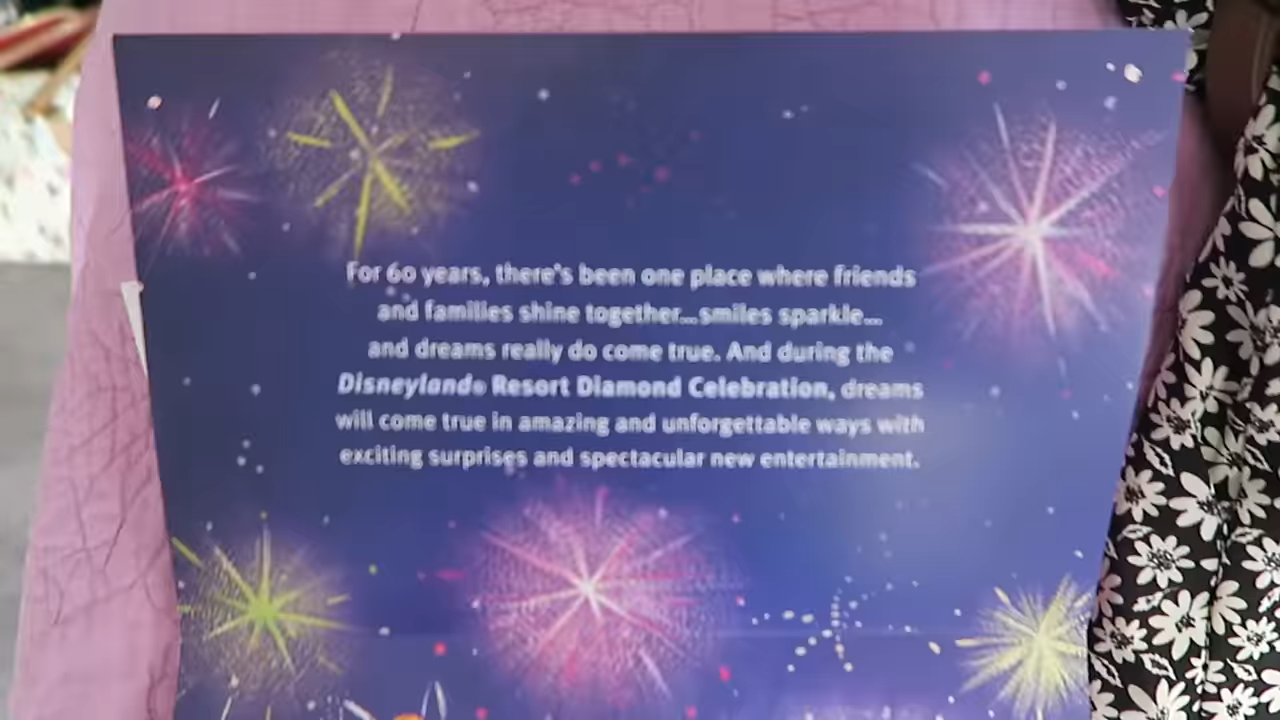 For 60 years, there's been one place where friends
and families shine together...smiles sparkle...
and dreams really do come true. And during the
Disneyland® Resort Diamond Celebration, dreams
will come true in amazing and unforgettable ways with
exciting surprises and spectacular new entertainment.